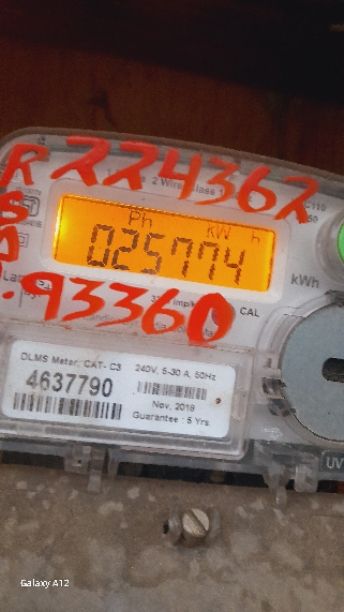 R 224362
2 Wire
Ph kW h
025774
kWh
93360
CAL
DLMS Meter, CAT- C3
240V, 5-30 A, 50Hz
4637790
Nov, 2019
Guarantee : 5 Yrs
UV
Galaxy A12